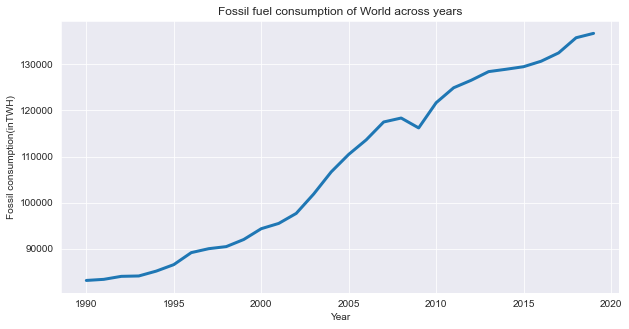 Fossil fuel consumption of World across years
Fossil consumption(inTWH)
130000
120000
110000
100000
90000
1990 1995 2000 2005 2010 2015 2020
Year